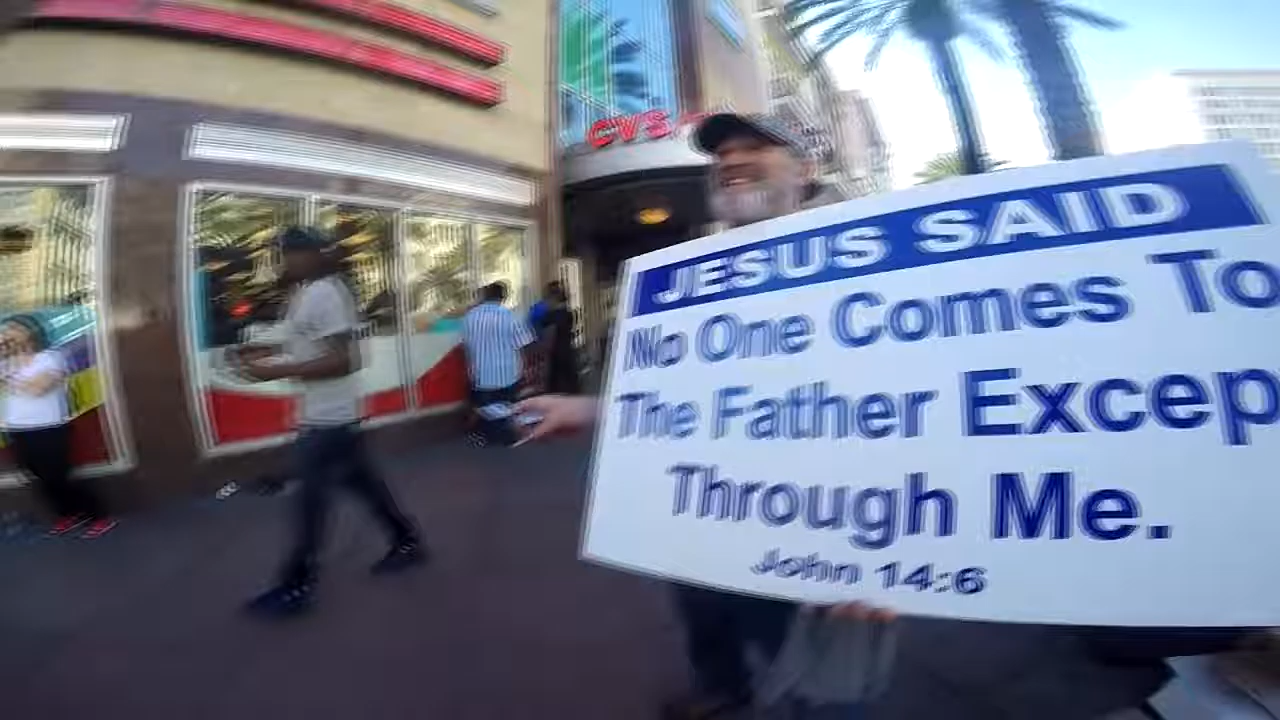 CVS
JESUS SAID
No One Comes To
The Father Excep
Through Me.
John 14:6